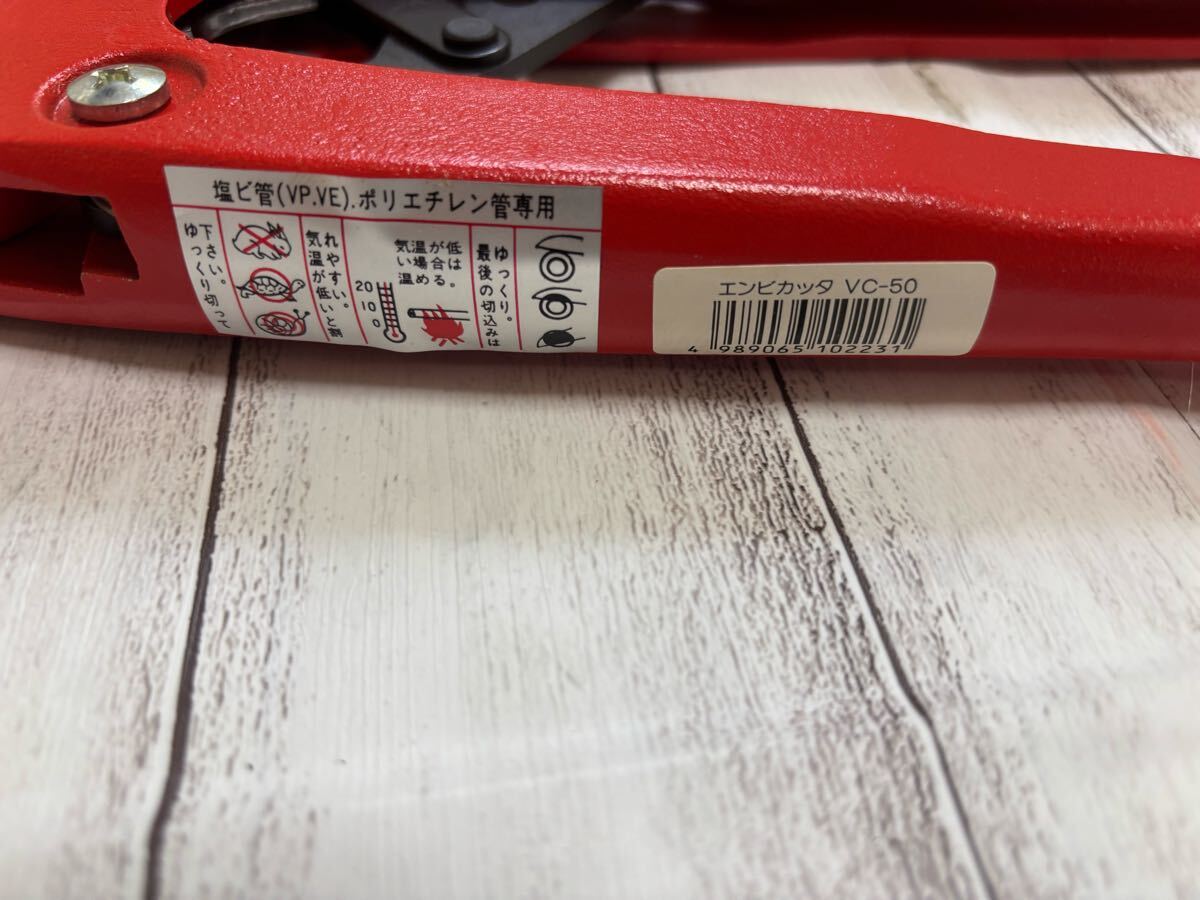 塩ビ管(VP.VE).ポリエチレン管専用
ゆっくり切って
下さい。
気温が低いと割
れやすい。
気温が低
い場合は
温める。
20
10
0
最後の切込みは
ゆっくり。
エンビカッタ VC-50
4 989065 102231